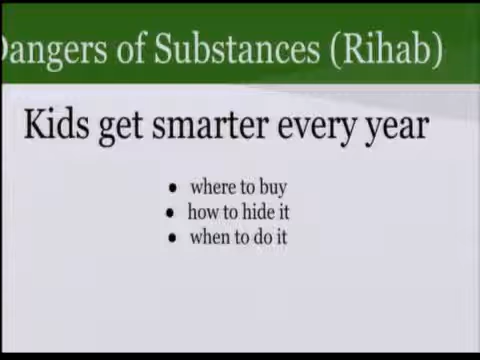 Dangers of Substances (Rihab)
Kids get smarter every year
• where to buy
• how to hide it
• when to do it